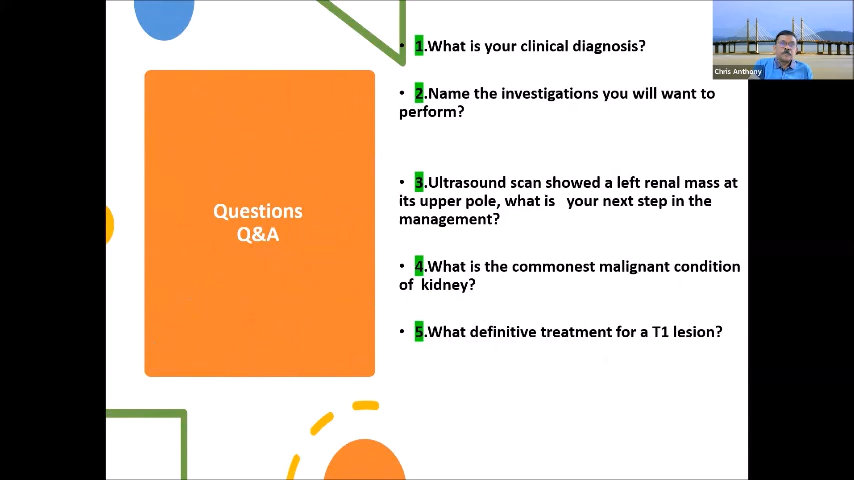 Questions
Q&A
• 1.What is your clinical diagnosis?
• 2.Name the investigations you will want to
perform?
• 3.Ultrasound scan showed a left renal mass at
its upper pole, what is your next step in the
management?
• 4.What is the commonest malignant condition
of kidney?
• 5.What definitive treatment for a T1 lesion?
Chris Anthony